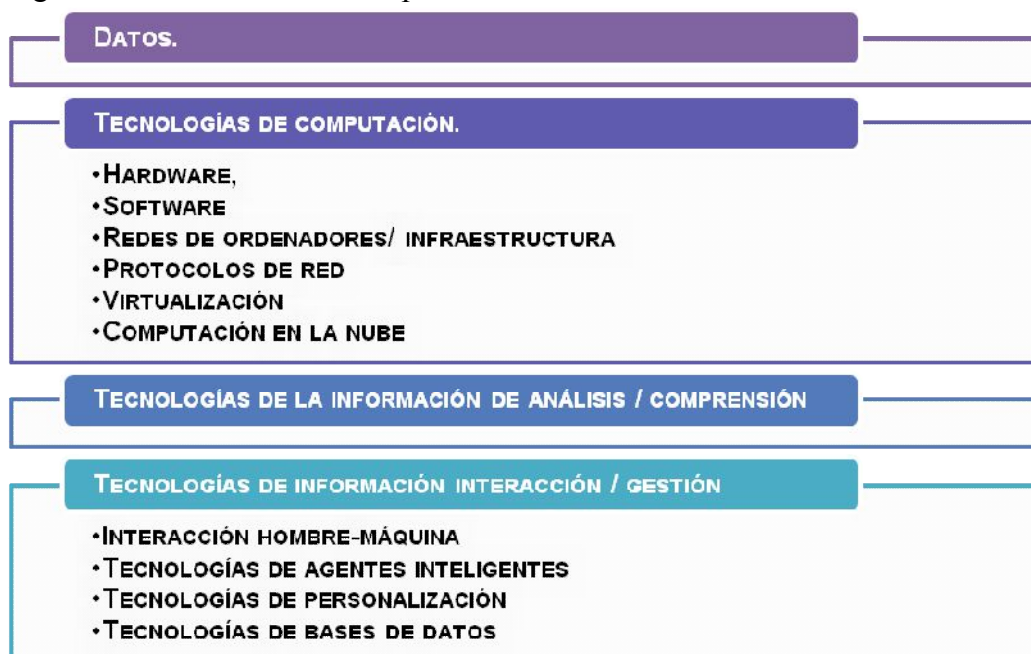 DATOS.
TECNOLOGÍAS DE COMPUTACIÓN.
•HARDWARE,
•SOFTWARE
•REDES DE ORDENADORES/ INFRAESTRUCTURA
•PROTOCOLOS DE RED
•VIRTUALIZACIÓN
•COMPUTACIÓN EN LA NUBE
TECNOLOGÍAS DE LA INFORMACIÓN DE ANÁLISIS / COMPRENSIÓN
TECNOLOGÍAS DE INFORMACIÓN INTERACCIÓN / GESTIÓN
•INTERACCIÓN HOMBRE-MÁQUINA
•TECNOLOGÍAS DE AGENTES INTELIGENTES
•TECNOLOGÍAS DE PERSONALIZACIÓN
•TECNOLOGÍAS DE BASES DE DATOS